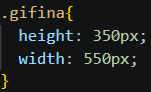 .gifina{
height: 350px;
width: 550px;
}